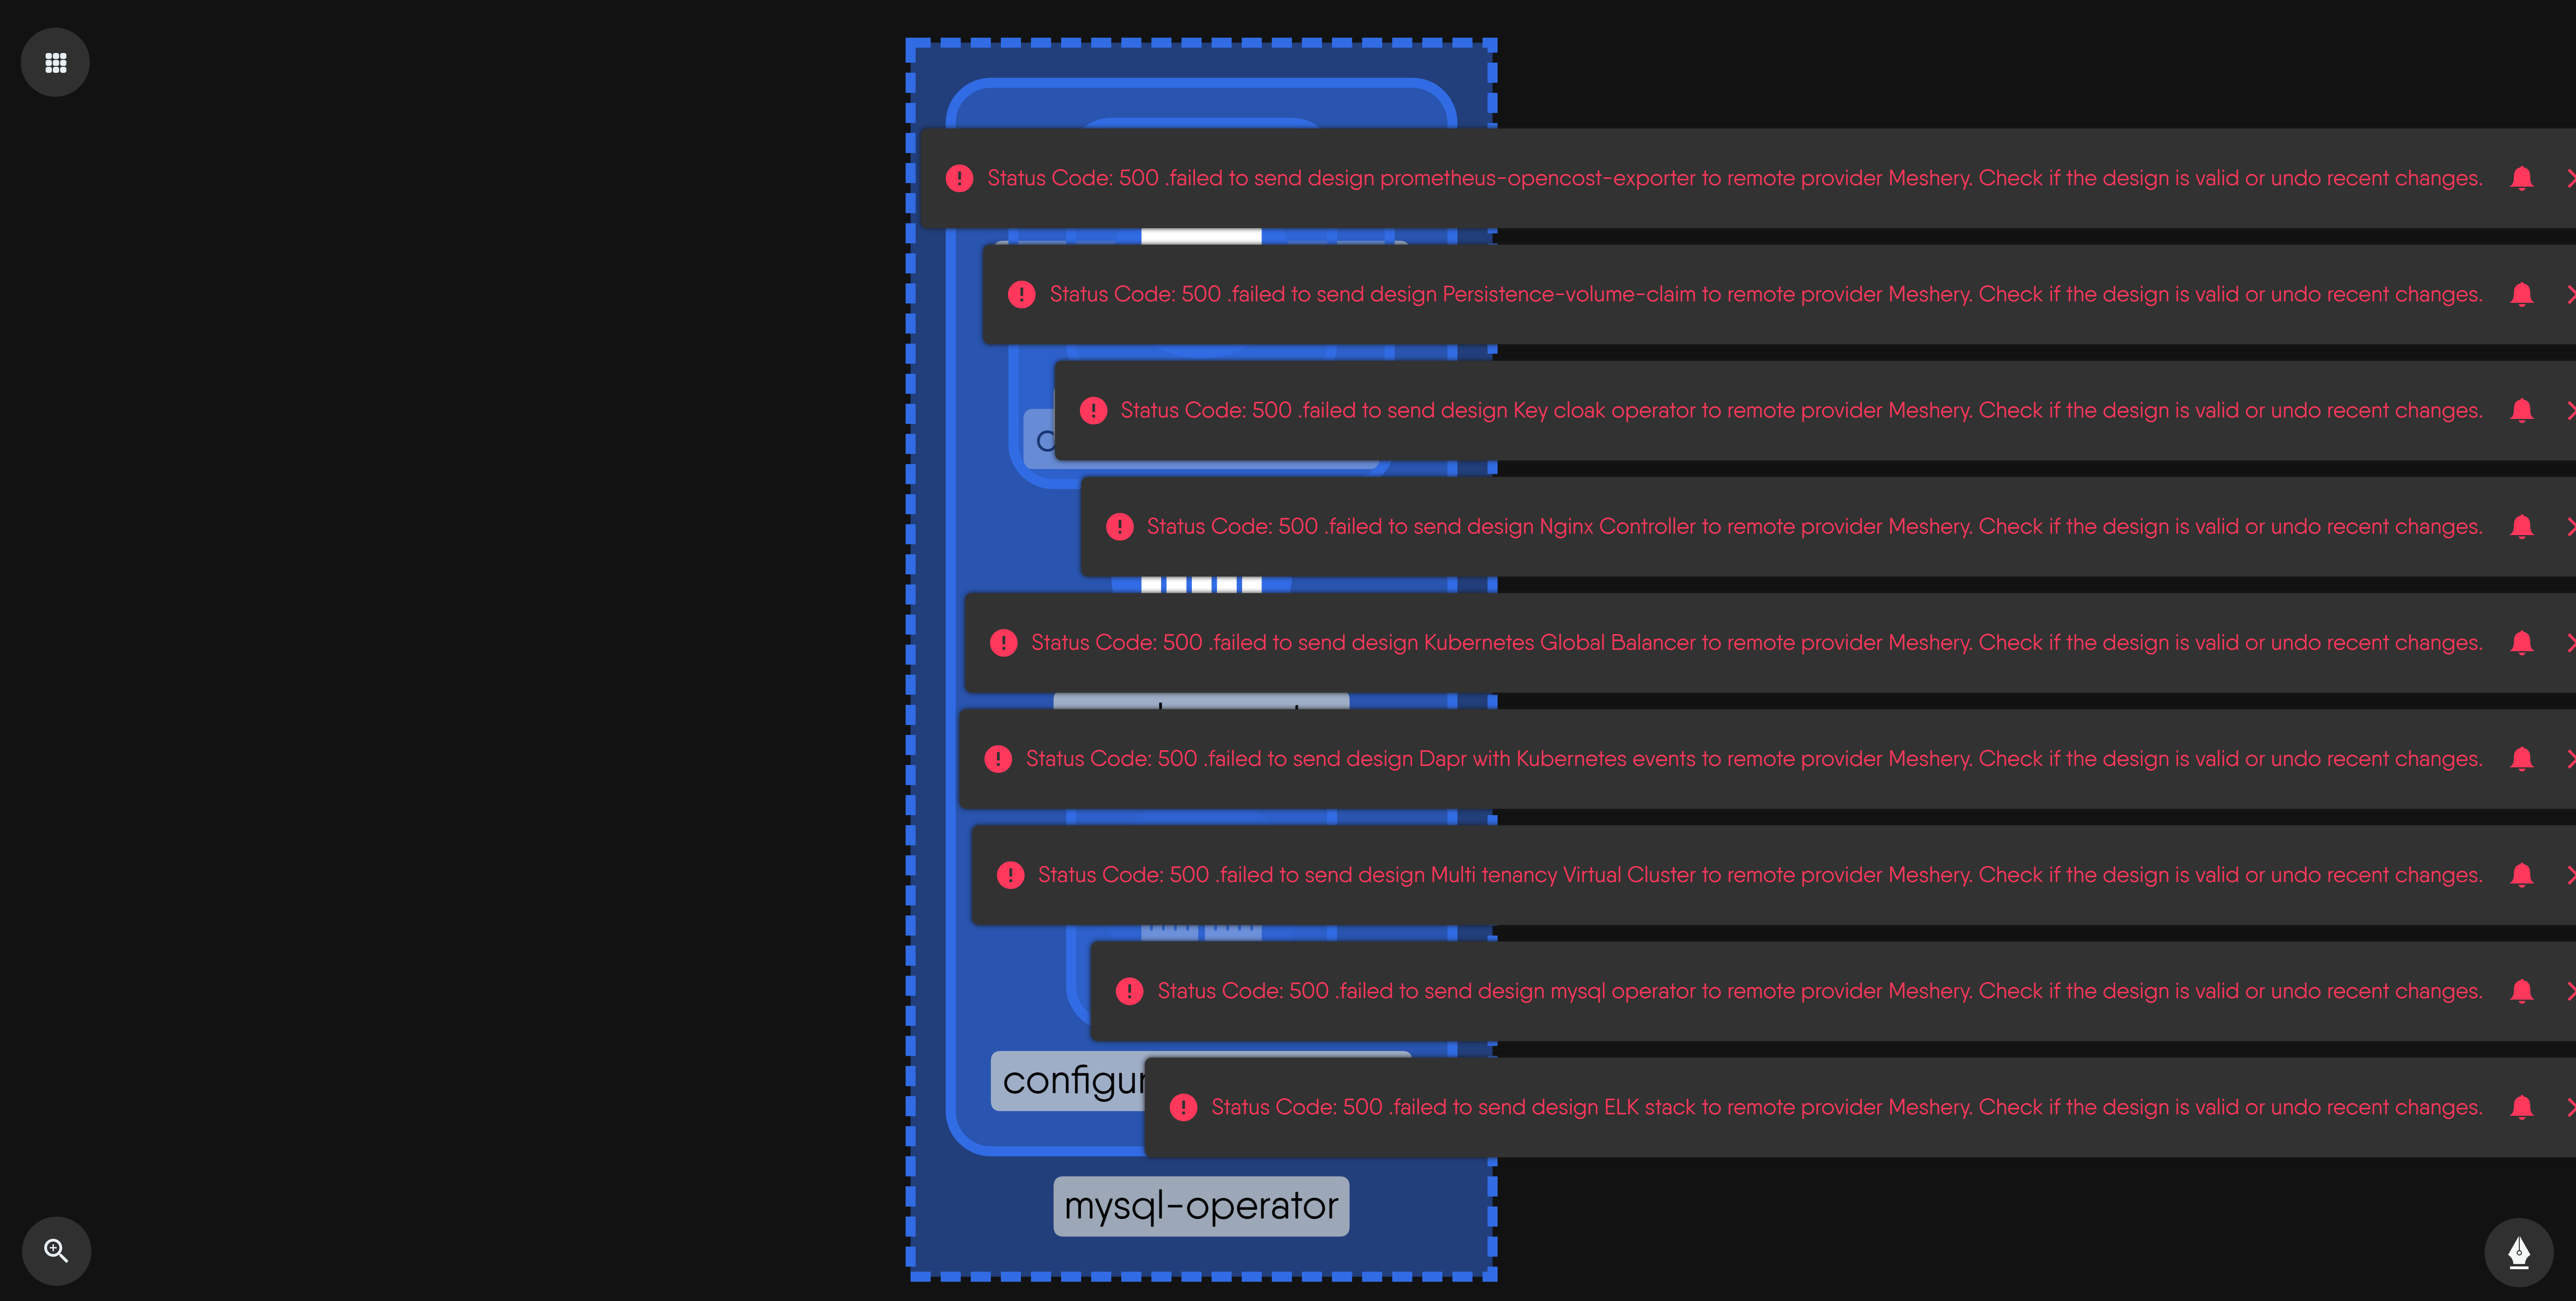 Status Code: 500 .failed to send design prometheus-opencost-exporter to remote provider Meshery. Check if the design is valid or undo recent changes.
Status Code: 500 .failed to send design Persistence-volume-claim to remote provider Meshery. Check if the design is valid or undo recent changes.
Status Code: 500 .failed to send design Key cloak operator to remote provider Meshery. Check if the design is valid or undo recent changes.
Status Code: 500 .failed to send design Nginx Controller to remote provider Meshery. Check if the design is valid or undo recent changes.
Status Code: 500 .failed to send design Kubernetes Global Balancer to remote provider Meshery. Check if the design is valid or undo recent changes.
Status Code: 500 .failed to send design Dapr with Kubernetes events to remote provider Meshery. Check if the design is valid or undo recent changes.
Status Code: 500 .failed to send design Multi tenancy Virtual Cluster to remote provider Meshery. Check if the design is valid or undo recent changes.
Status Code: 500 .failed to send design mysql operator to remote provider Meshery. Check if the design is valid or undo recent changes.
Status Code: 500 .failed to send design ELK stack to remote provider Meshery. Check if the design is valid or undo recent changes.
mysql-operator